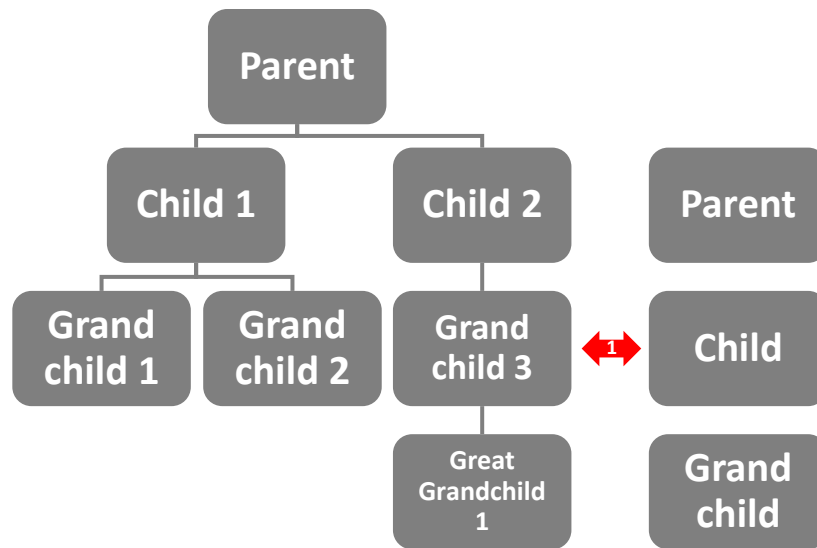 Parent
Child 1
Child 2
Parent
Grand
child 1
Grand
child 2
Grand
child 3
1
Child
Great
Grandchild
1
Grand
child